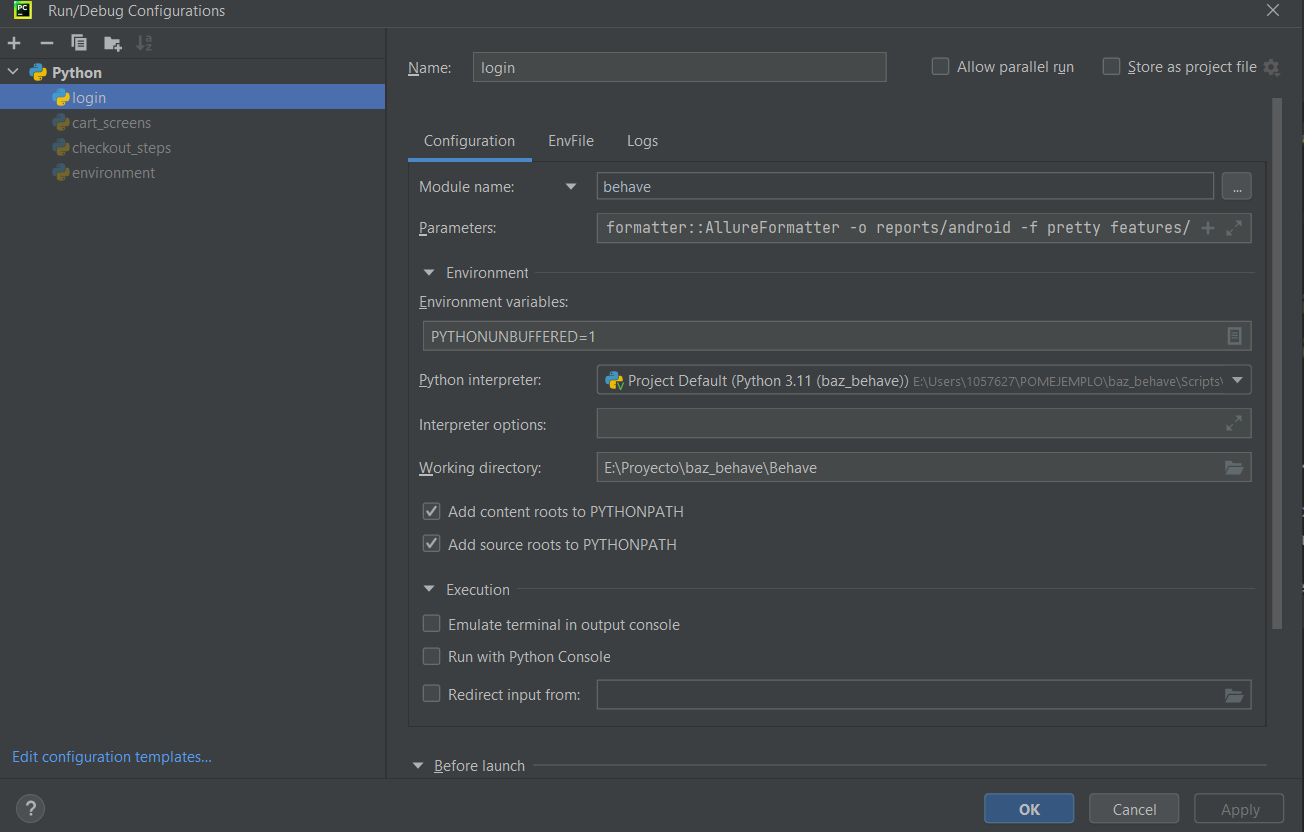 PC
Run/Debug Configurations
Python
login
cart_screens
checkout_steps
environment
Edit configuration templates...
?
Name:
login
Allow parallel run
Store as project file
Configuration
EnvFile
Logs
Module name:
behave
...
Parameters:
formatter::AllureFormatter -o reports/android -f pretty features/
Environment
Environment variables:
PYTHONUNBUFFERED=1
Python interpreter:
Project Default (Python 3.11 (baz_behave)) E:\Users\1057627\POMEJEMPLO\baz_behave\Scripts\
Interpreter options:
Working directory:
E:\Proyecto\baz_behave\Behave
Add content roots to PYTHONPATH
Add source roots to PYTHONPATH
Execution
Emulate terminal in output console
Run with Python Console
Redirect input from:
Before launch
OK
Cancel
Apply